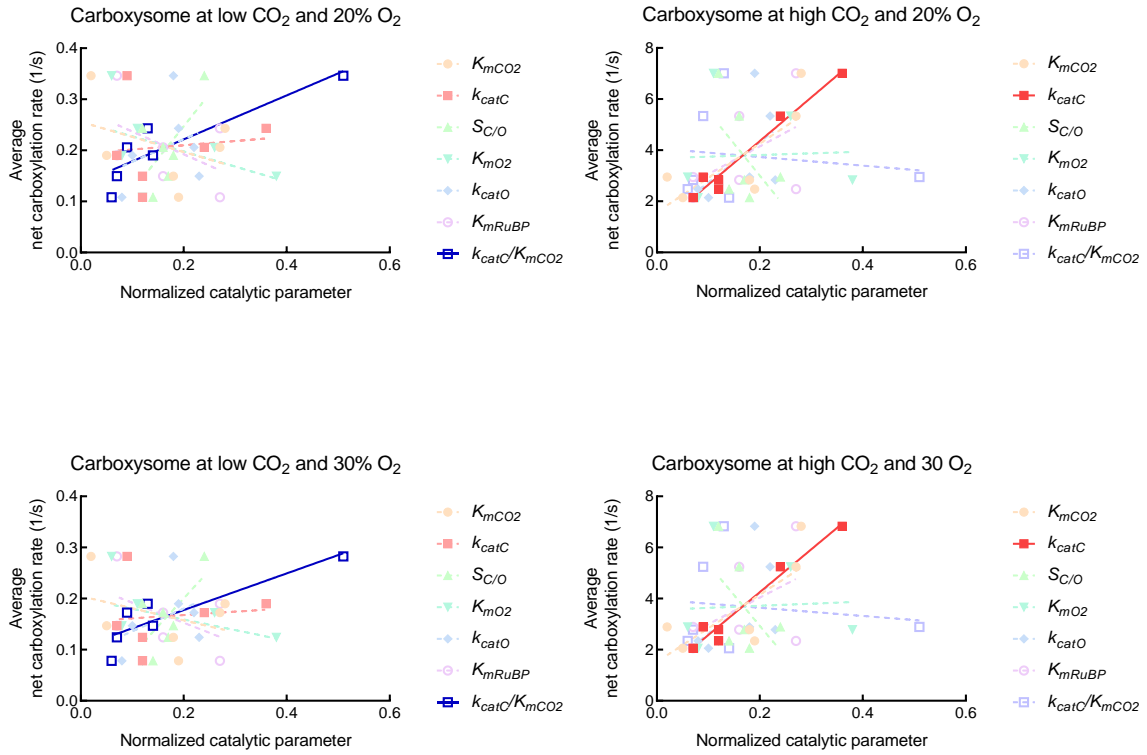 Carboxysome at low CO2 and 20% O2
Average
net carboxylation rate (1/s)
0.4
0.3
0.2
0.1
0.0
0.0 0.2 0.4 0.6
Normalized catalytic parameter
KmCO2
kcatC
SC/O
KmO2
kcatO
KmRuBP
kcatC/KmCO2
Carboxysome at high CO2 and 20% O2
Average
net carboxylation rate (1/s)
8
6
4
2
0
0.0 0.2 0.4 0.6
Normalized catalytic parameter
KmCO2
kcatC
SC/O
KmO2
kcatO
KmRuBP
kcatC/KmCO2
Carboxysome at low CO2 and 30% O2
Average
net carboxylation rate (1/s)
0.4
0.3
0.2
0.1
0.0
0.0 0.2 0.4 0.6
Normalized catalytic parameter
KmCO2
kcatC
SC/O
KmO2
kcatO
KmRuBP
kcatC/KmCO2
Carboxysome at high CO2 and 30 O2
Average
net carboxylation rate (1/s)
8
6
4
2
0
0.0 0.2 0.4 0.6
Normalized catalytic parameter
KmCO2
kcatC
SC/O
KmO2
kcatO
KmRuBP
kcatC/KmCO2